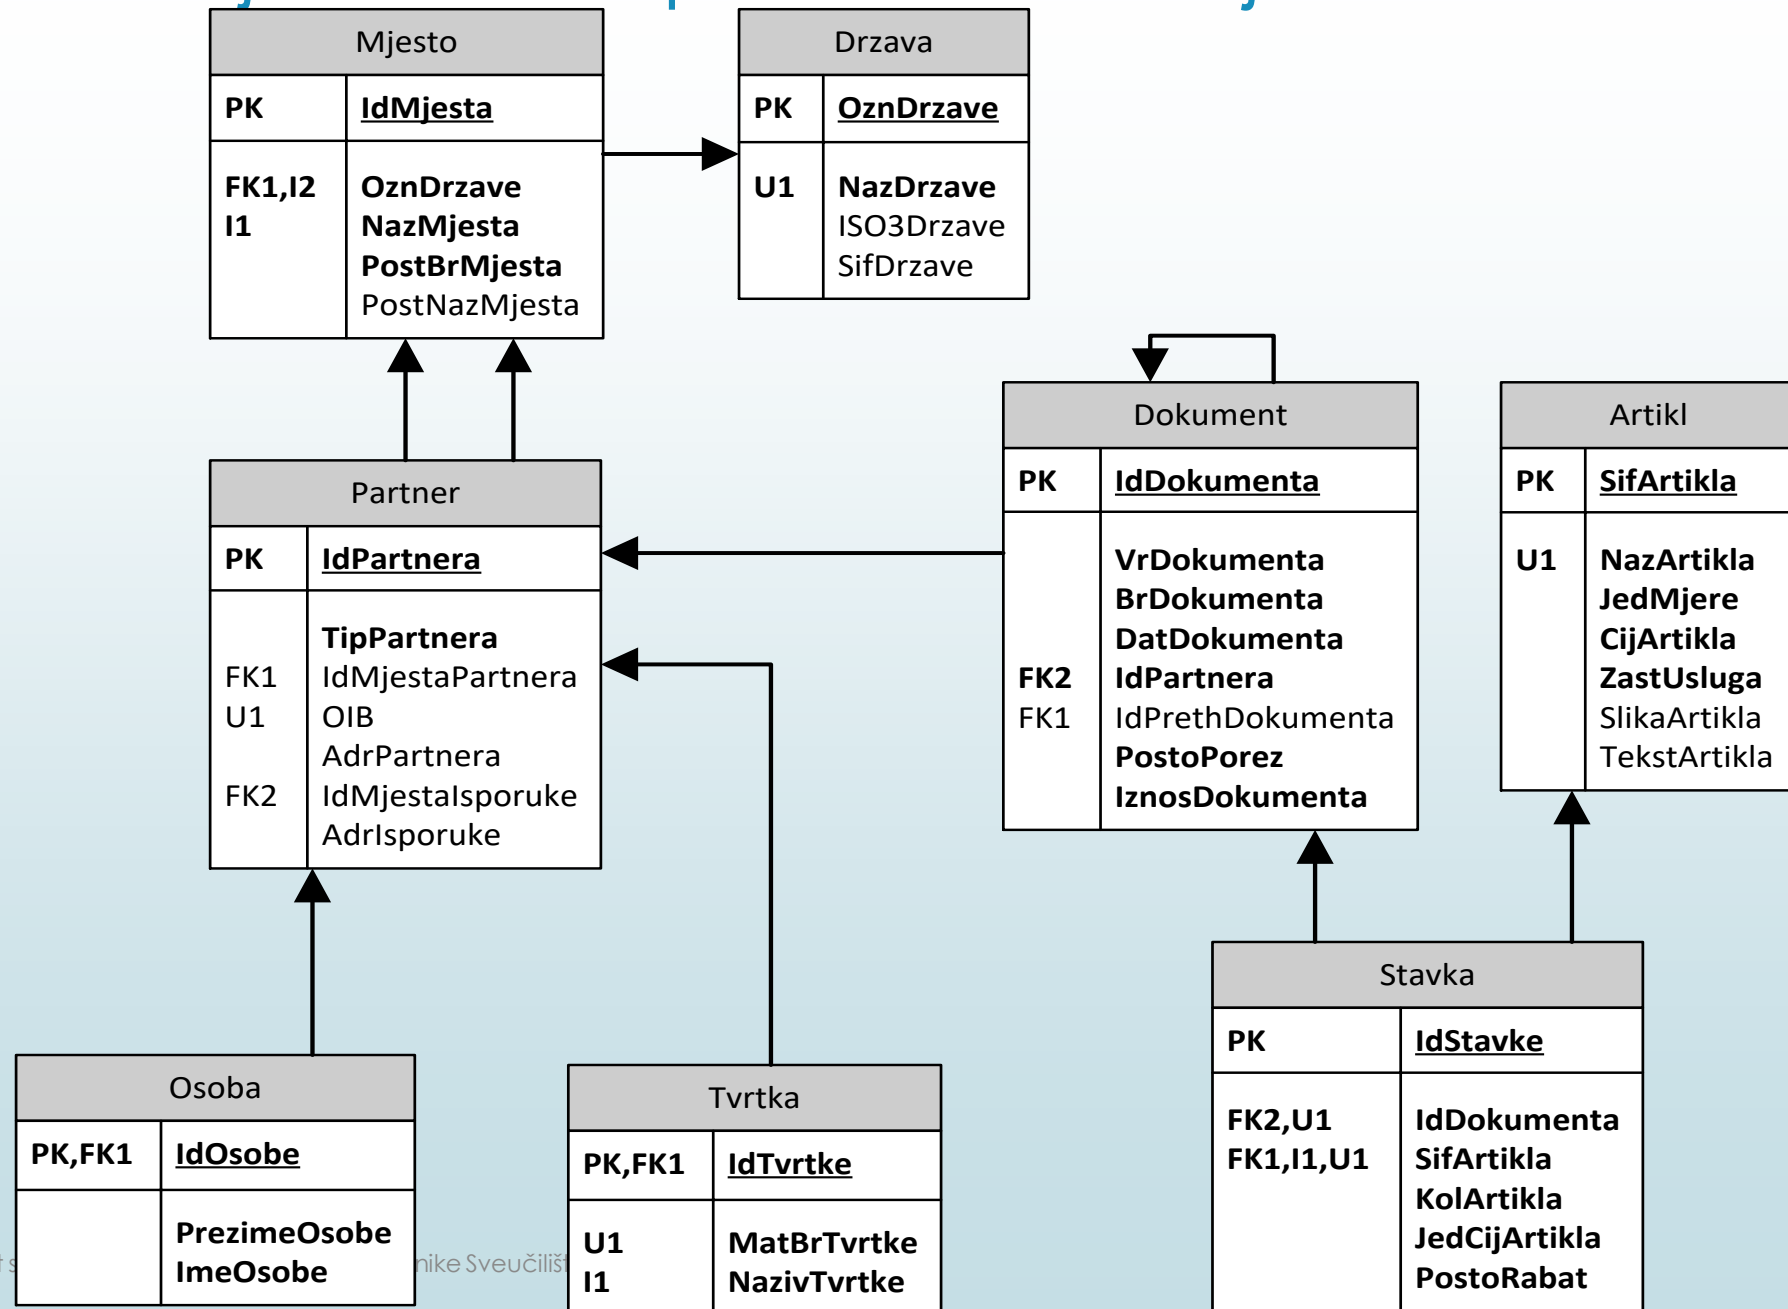 Mjesto
PK IdMjesta
FK1,I2 OznDrzave
I1 NazMjesta
PostBrMjesta
PostNazMjesta
Drzava
PK OznDrzave
U1 NazDrzave
ISO3Drzave
SifDrzave
Partner
PK IdPartnera
TipPartnera
FK1 IdMjestaPartnera
U1 OIB
AdrPartnera
FK2 IdMjestaIsporuke
AdrIsporuke
Dokument
PK IdDokumenta
VrDokumenta
BrDokumenta
DatDokumenta
FK2 IdPartnera
FK1 IdPrethDokumenta
PostoPorez
IznosDokumenta
Artikl
PK SifArtikla
U1 NazArtikla
JedMjere
CijArtikla
ZastUsluga
SlikaArtikla
TekstArtikla
Osoba
PK,FK1 IdOsobe
PrezimeOsobe
ImeOsobe
Tvrtka
PK,FK1 IdTvrtke
U1 MatBrTvrtke
I1 NazivTvrtke
Stavka
PK IdStavke
FK2,U1 IdDokumenta
FK1,I1,U1 SifArtikla
KolArtikla
JedCijArtikla
PostoRabat